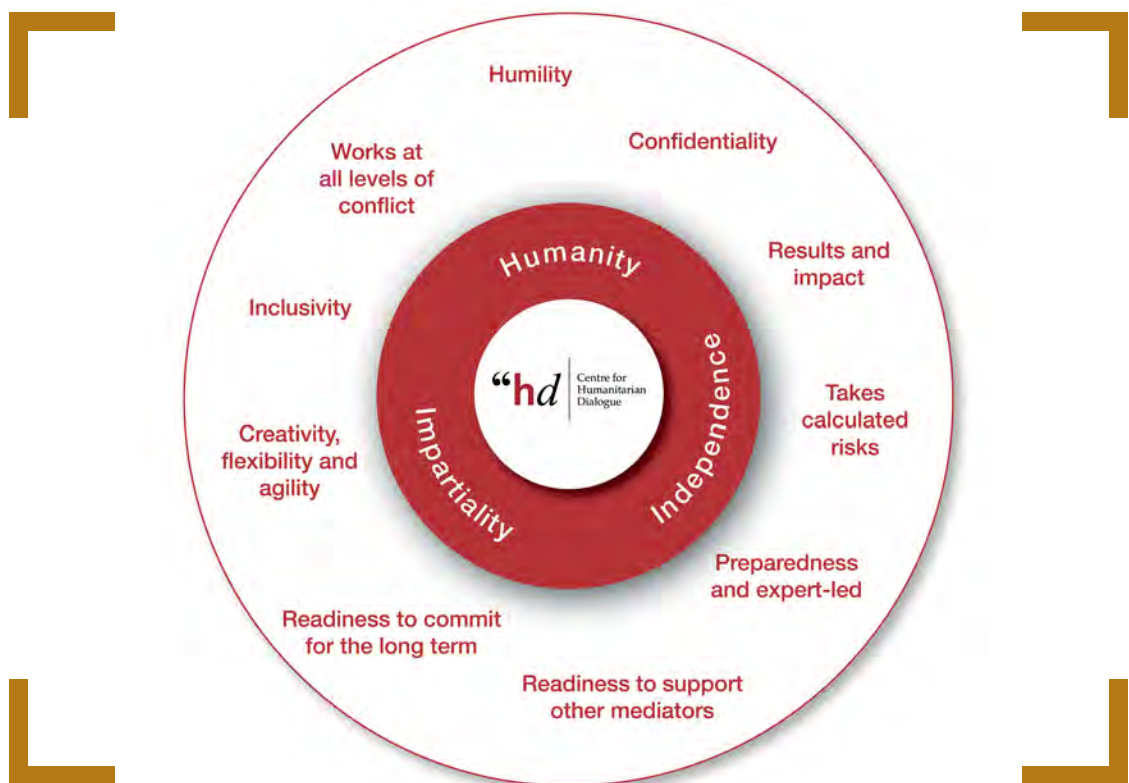 Humility
Confidentiality
Works at
all levels of
conflict
Results and
impact
Humanity
Inclusivity
Independence
“hd
Centre for
Humanitarian
Dialogue
Takes
calculated
risks
Impartiality
Creativity,
flexibility and
agility
Preparedness
and expert-led
Readiness to commit
for the long term
Readiness to support
other mediators